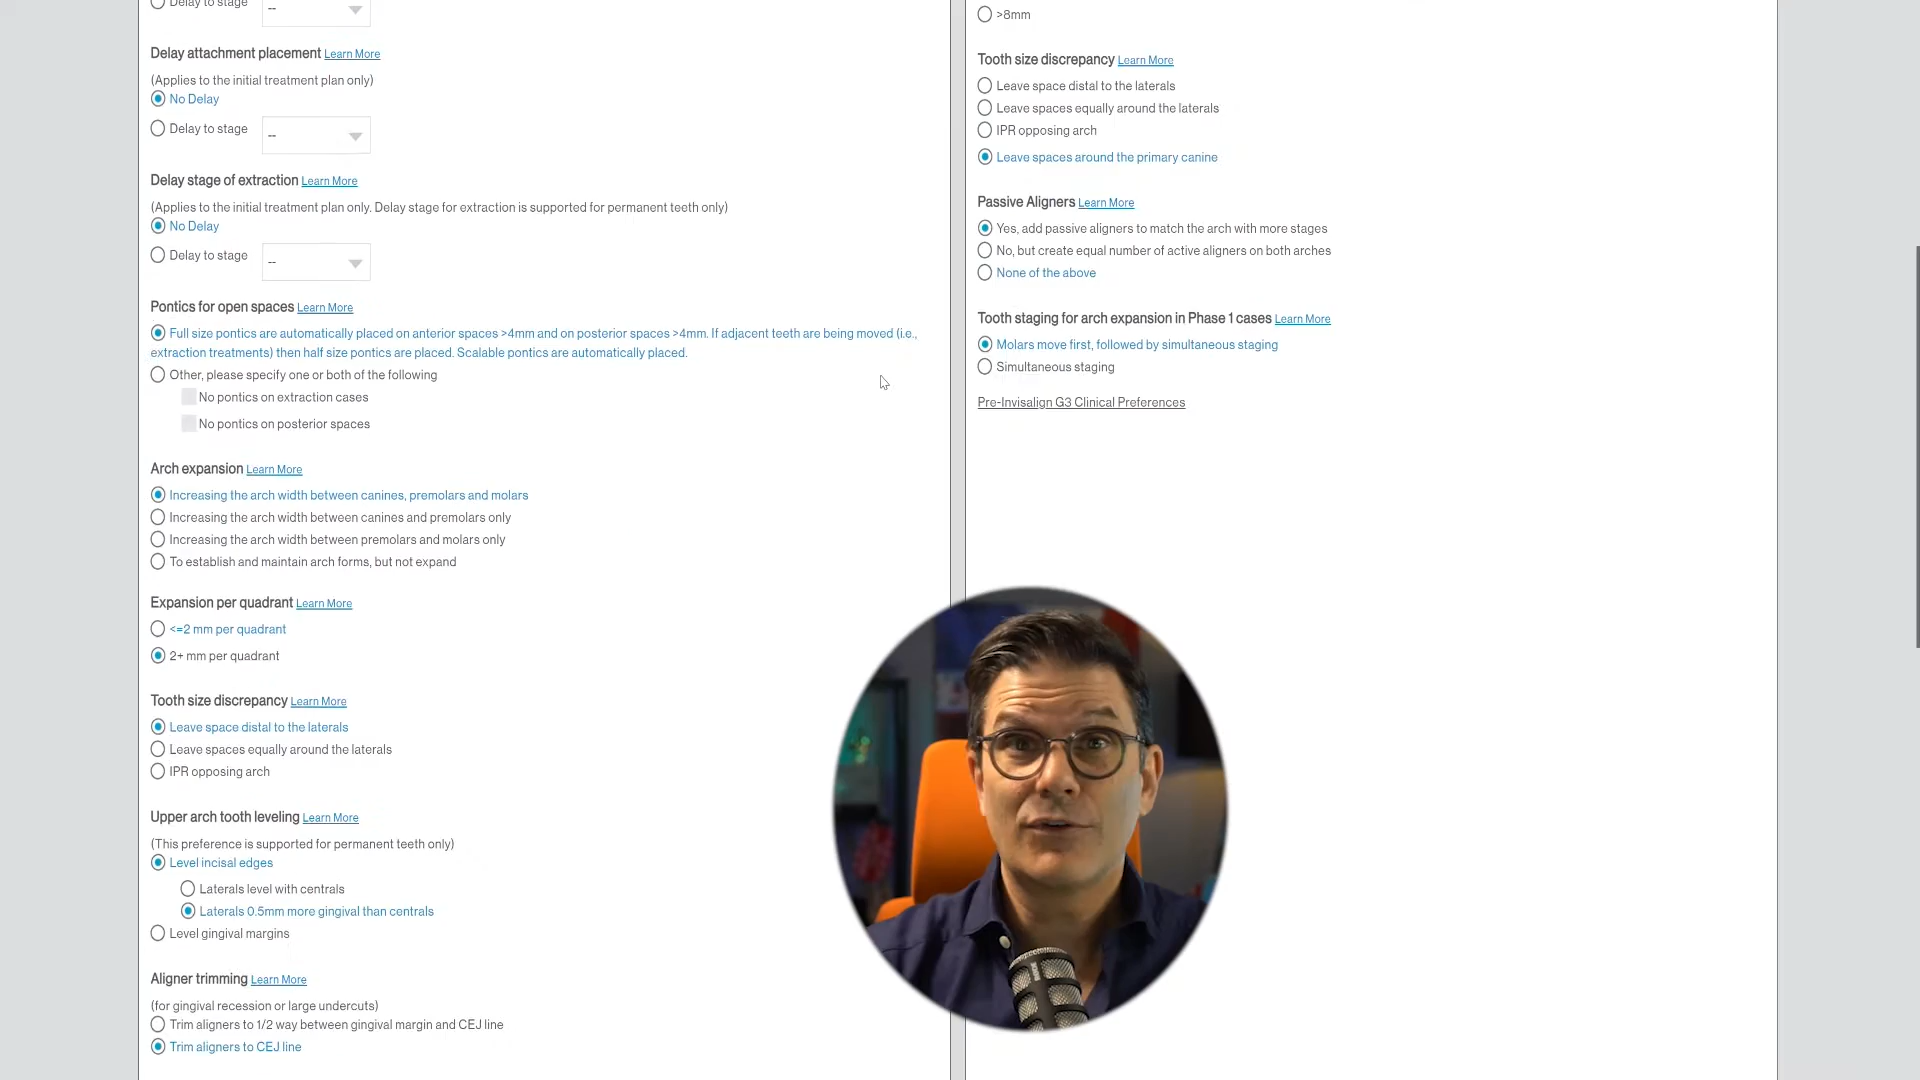 Delay to stage
--
Delay attachment placement Learn More
(Applies to the initial treatment plan only)
No Delay
Delay to stage
--
Delay stage of extraction Learn More
(Applies to the initial treatment plan only. Delay stage for extraction is supported for permanent teeth only)
No Delay
Delay to stage
--
Pontics for open spaces Learn More
Full size pontics are automatically placed on anterior spaces >4mm and on posterior spaces >4mm. If adjacent teeth are being moved (i.e.,
extraction treatments) then half size pontics are placed. Scalable pontics are automatically placed.
Other, please specify one or both of the following
No pontics on extraction cases
No pontics on posterior spaces
Arch expansion Learn More
Increasing the arch width between canines, premolars and molars
Increasing the arch width between canines and premolars only
Increasing the arch width between premolars and molars only
To establish and maintain arch forms, but not expand
Expansion per quadrant Learn More
<=2 mm per quadrant
2+ mm per quadrant
Tooth size discrepancy Learn More
Leave space distal to the laterals
Leave spaces equally around the laterals
IPR opposing arch
Upper arch tooth leveling Learn More
(This preference is supported for permanent teeth only)
Level incisal edges
Laterals level with centrals
Laterals 0.5mm more gingival than centrals
Level gingival margins
Aligner trimming Learn More
(for gingival recession or large undercuts)
Trim aligners to 1/2 way between gingival margin and CEJ line
Trim aligners to CEJ line
>8mm
Tooth size discrepancy Learn More
Leave space distal to the laterals
Leave spaces equally around the laterals
IPR opposing arch
Leave spaces around the primary canine
Passive Aligners Learn More
Yes, add passive aligners to match the arch with more stages
No, but create equal number of active aligners on both arches
None of the above
Tooth staging for arch expansion in Phase 1 cases Learn More
Molars move first, followed by simultaneous staging
Simultaneous staging
Pre-Invisalign G3 Clinical Preferences